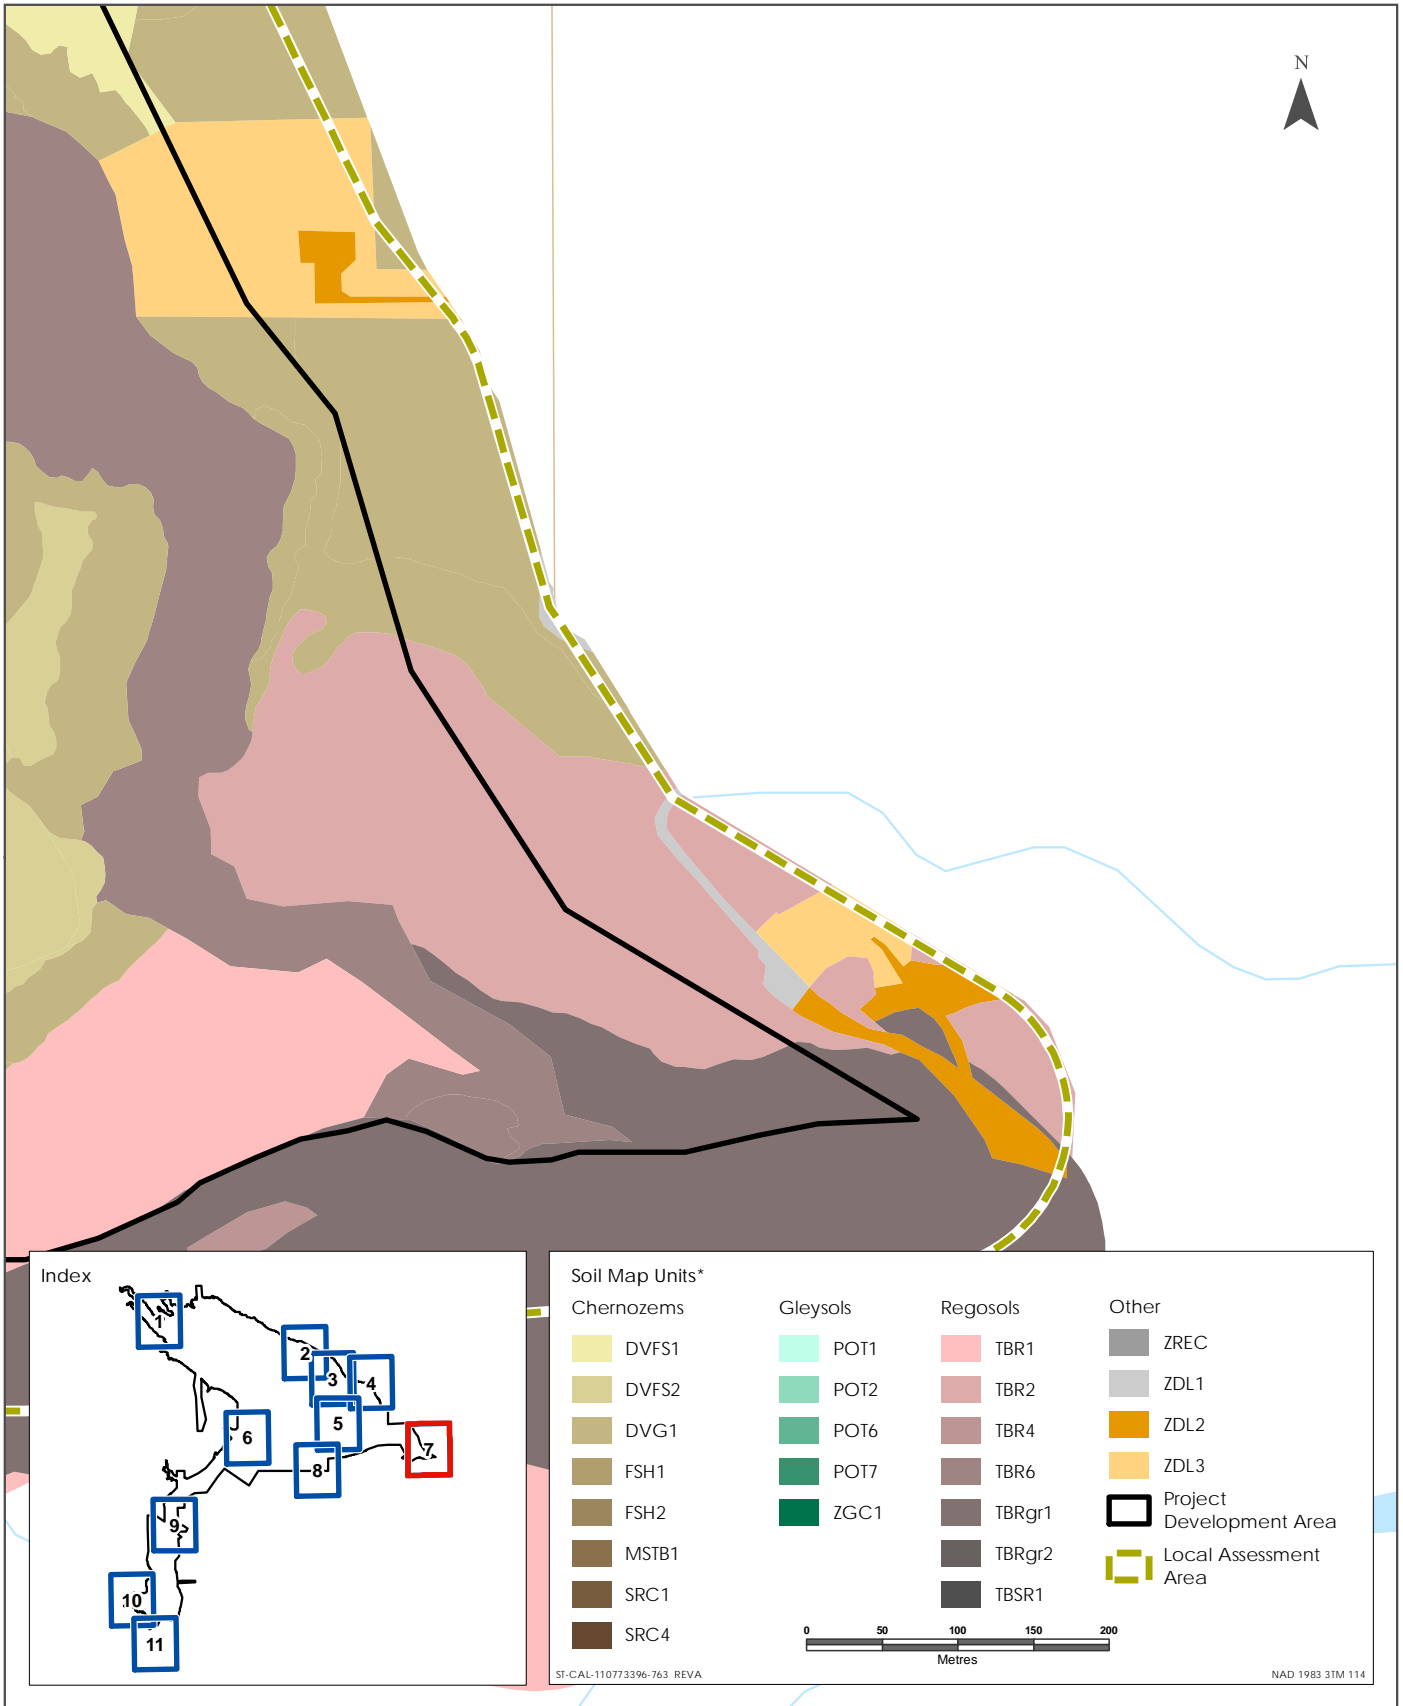 N
Index
1
2
3
4
5
6
7
8
9
10
11
Soil Map Units*
Chernozems
DVFS1
DVFS2
DVG1
FSH1
FSH2
MSTB1
SRC1
SRC4
Gleysols
POT1
POT2
POT6
POT7
ZGC1
Regosols
TBR1
TBR2
TBR4
TBR6
TBRgr1
TBRgr2
TBSR1
Other
ZREC
ZDL1
ZDL2
ZDL3
Project
Development Area
Local Assessment
Area
0 50 100 150 200
Metres
ST-CAL-110773396-763 REVA
NAD 1983 3TM 114